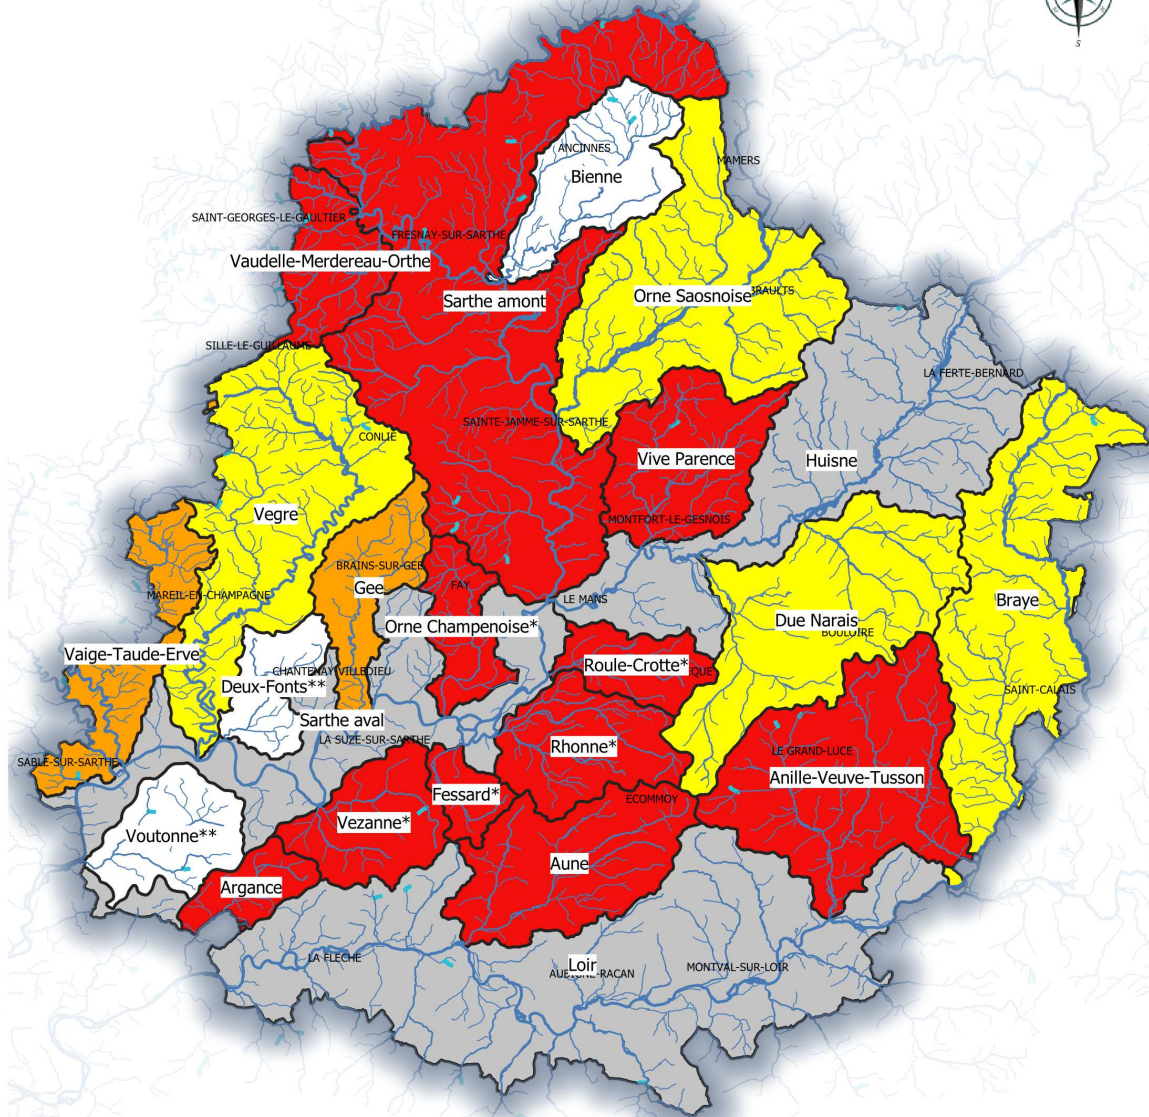 S
ANCINNES
MAMERS
Bienne
SAINT-GEORGES-LE-GAULTIER
FRESNAY-SUR-SARTHE
Vaudelle-Merdereau-Orthe
Sarthe amont
Orne Saosnoise
SILLE-LE-GUILLAUME
LA FERTE-BERNARD
SAINTE-JAMME-SUR-SARTHE
CONLIE
Vive Parence
Huisne
Vegre
MONTFORT-LE-GESNOIS
BRAINS-SUR-GEE
Gee
FAY
MAREIL-EN-CHAMPAGNE
LE MANS
Braye
Orne Champenoise*
Due Narais
BOULOIRE
Vaige-Taude-Erve
Roule-Crotte*
QUE
CHANTENAY-VILLEDIEU
Deux-Fonts**
SAINT-CALAIS
Sarthe aval
LA SUZE-SUR-SARTHE
Rhonne*
LE GRAND-LUCE
SABLE-SUR-SARTHE
Anille-Veuve-Tusson
Fessard*
ECOMMOY
Vezanne*
Voutonne**
Aune
Argance
LA FLECHE
Loir
MONTVAL-SUR-LOIR